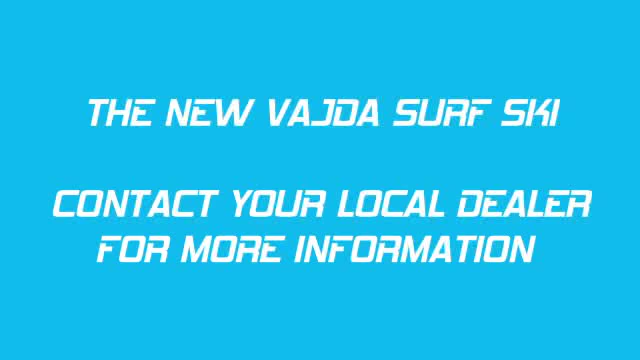 THE NEW VAJDA SURF SKI
CONTACT YOUR LOCAL DEALER
FOR MORE INFORMATION